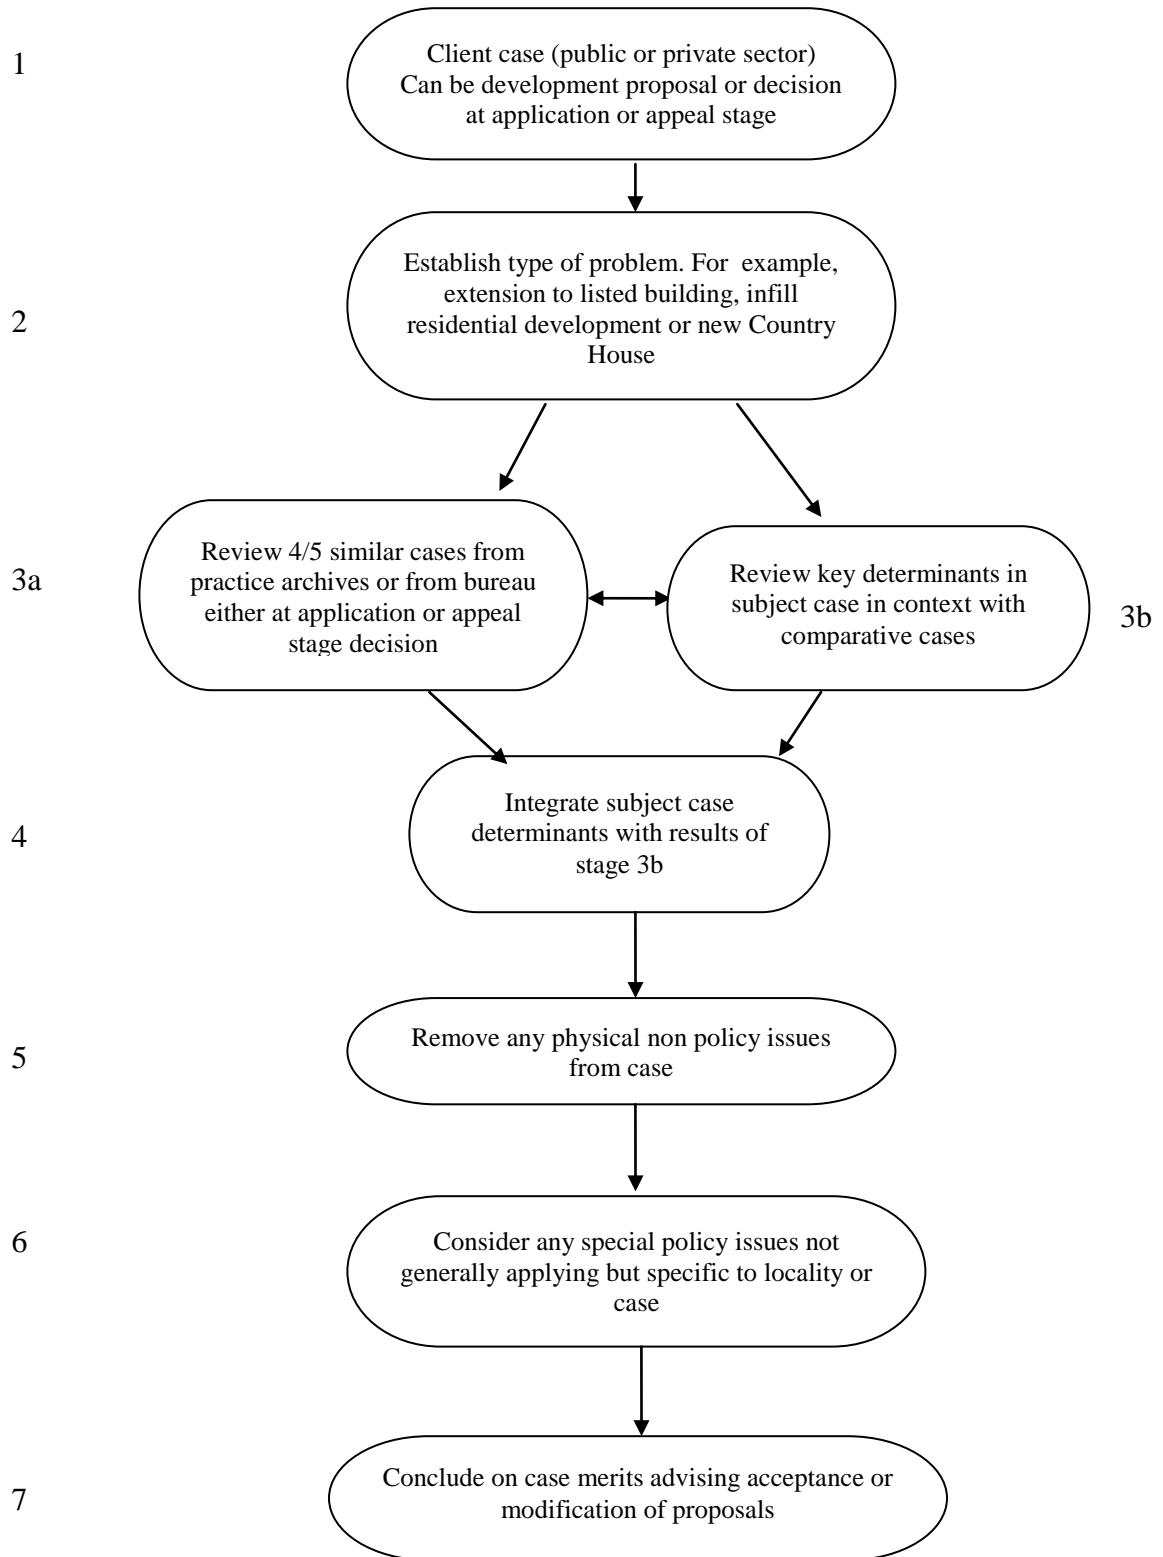 1
Client case (public or private sector)
Can be development proposal or decision
at application or appeal stage
2
Establish type of problem. For  example,
extension to listed building, infill
residential development or new Country
House
3a
Review 4/5 similar cases from
practice archives or from bureau
either at application or appeal
stage decision
Review key determinants in
subject case in context with
comparative cases
3b
4
Integrate subject case
determinants with results of
stage 3b
5
Remove any physical non policy issues
from case
6
Consider any special policy issues not
generally applying but specific to locality or
case
7
Conclude on case merits advising acceptance or
modification of proposals